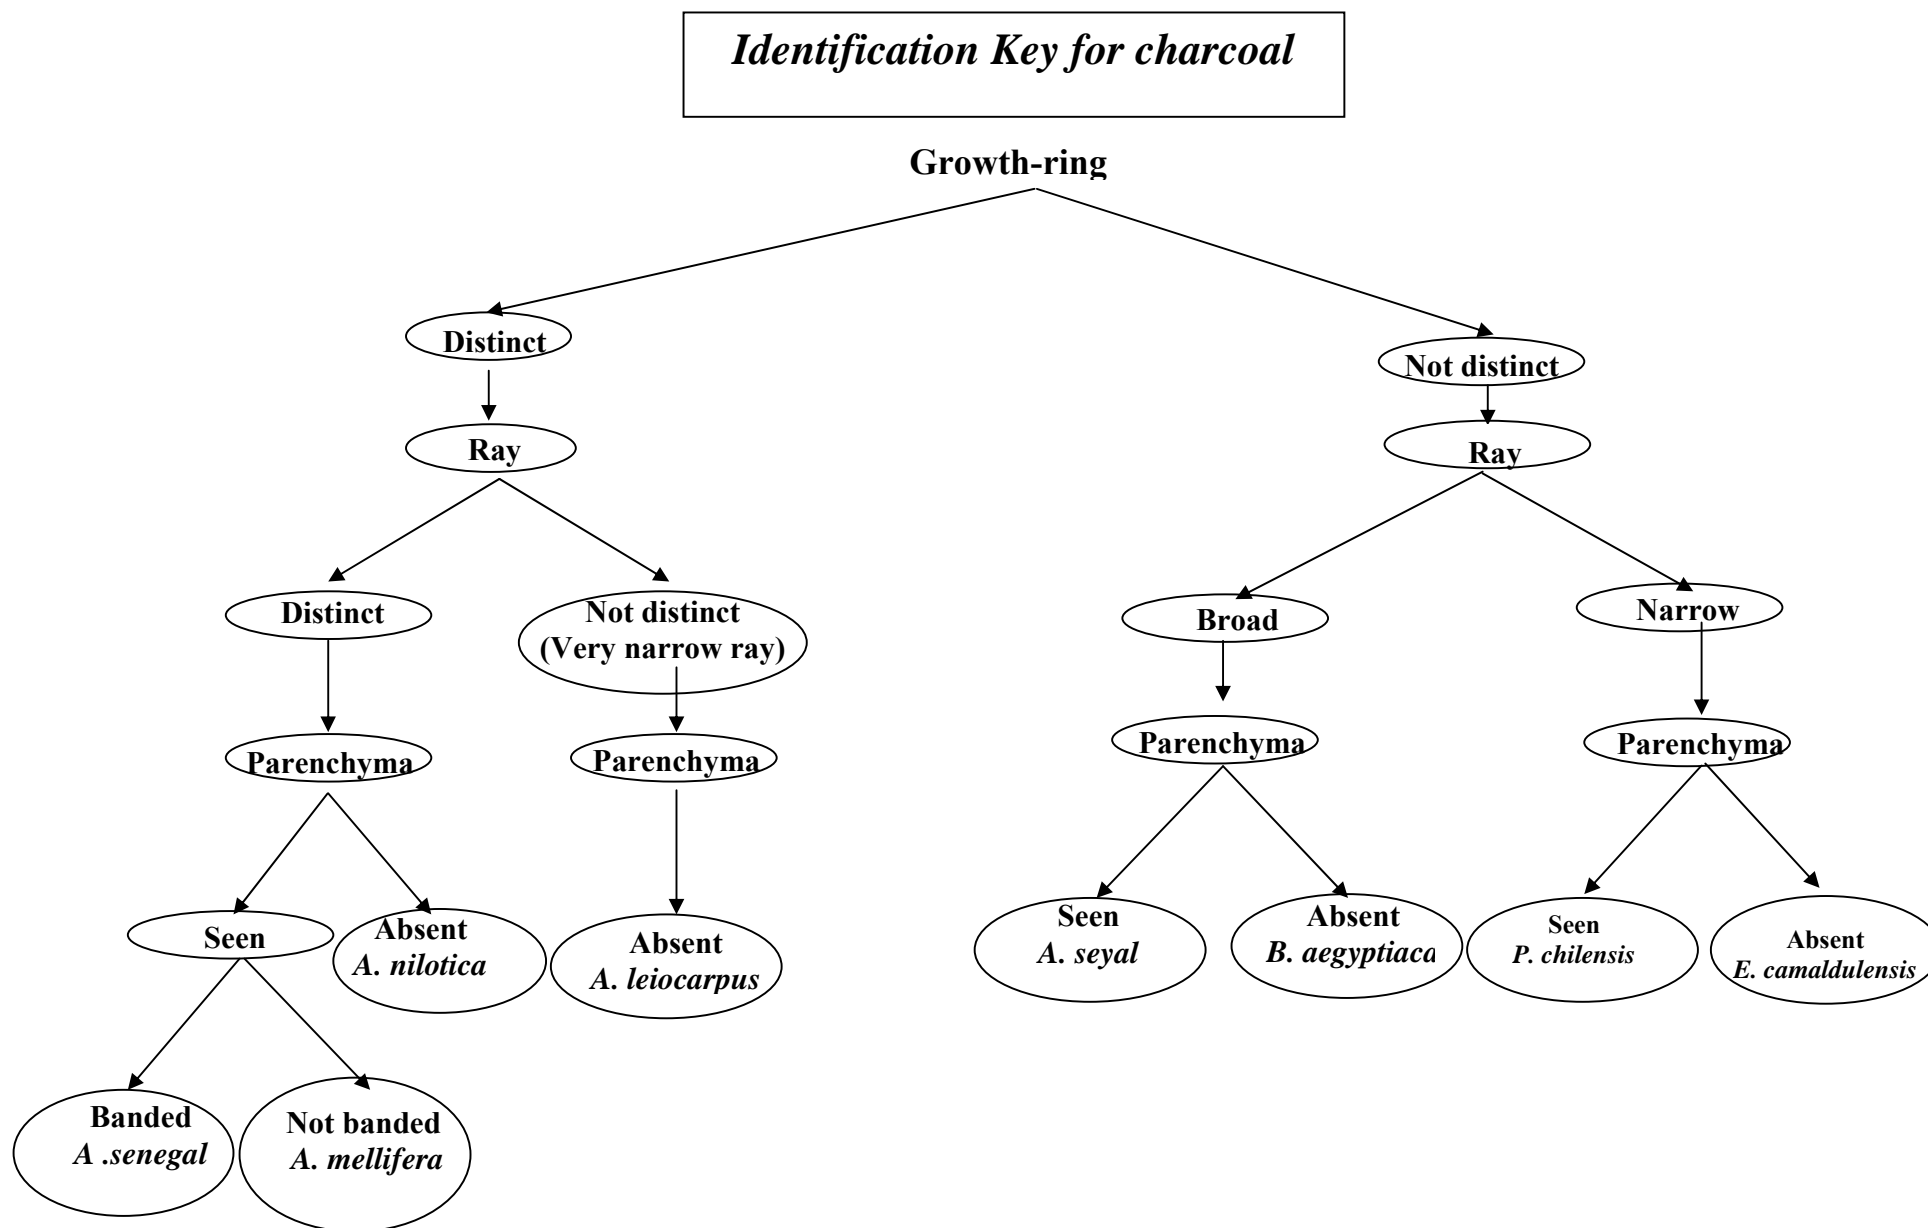 Identification Key for charcoal
Growth-ring
Distinct
Not distinct
Ray
Ray
Distinct
Not distinct
(Very narrow ray)
Broad
Narrow
Parenchyma
Parenchyma
Parenchyma
Parenchyma
Seen
Absent
A. nilotica
Absent
A. leiocarpus
Seen
A. seyal
Absent
B. aegyptiaca
Seen
P. chilensis
Absent
E. camaldulensis
Banded
A .senegal
Not banded
A. mellifera